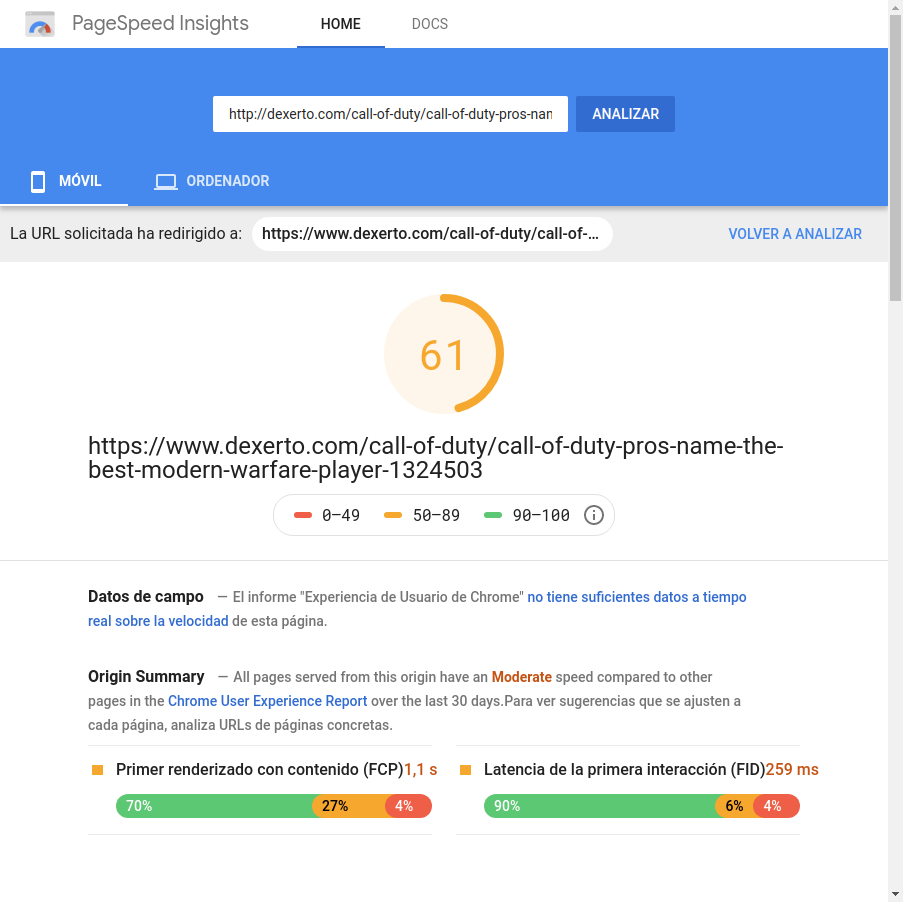 PageSpeed Insights
HOME
DOCS
http://dexerto.com/call-of-duty/call-of-duty-pros-nam
ANALIZAR
MÓVIL
ORDENADOR
La URL solicitada ha redirigido a:
https://www.dexerto.com/call-of-duty/call-of-...
VOLVER A ANALIZAR
61
https://www.dexerto.com/call-of-duty/call-of-duty-pros-name-the-
best-modern-warfare-player-1324503
0–49
50–89
90–100
Datos de campo — El informe "Experiencia de Usuario de Chrome" no tiene suficientes datos a tiempo
real sobre la velocidad de esta página.
Origin Summary — All pages served from this origin have an Moderate speed compared to other
pages in the Chrome User Experience Report over the last 30 days.Para ver sugerencias que se ajusten a
cada página, analiza URLs de páginas concretas.
Primer renderizado con contenido (FCP)1,1 s
70% 27% 4%
Latencia de la primera interacción (FID)259 ms
90% 6% 4%